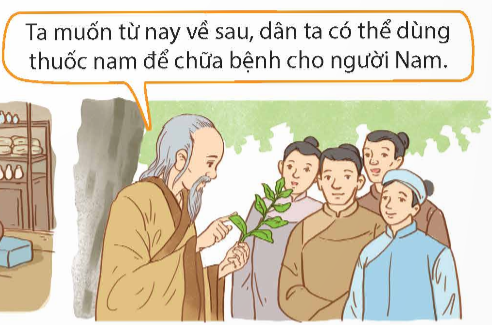 Ta muốn từ nay về sau, dân ta có thể dùng
thuốc nam để chữa bệnh cho người Nam.